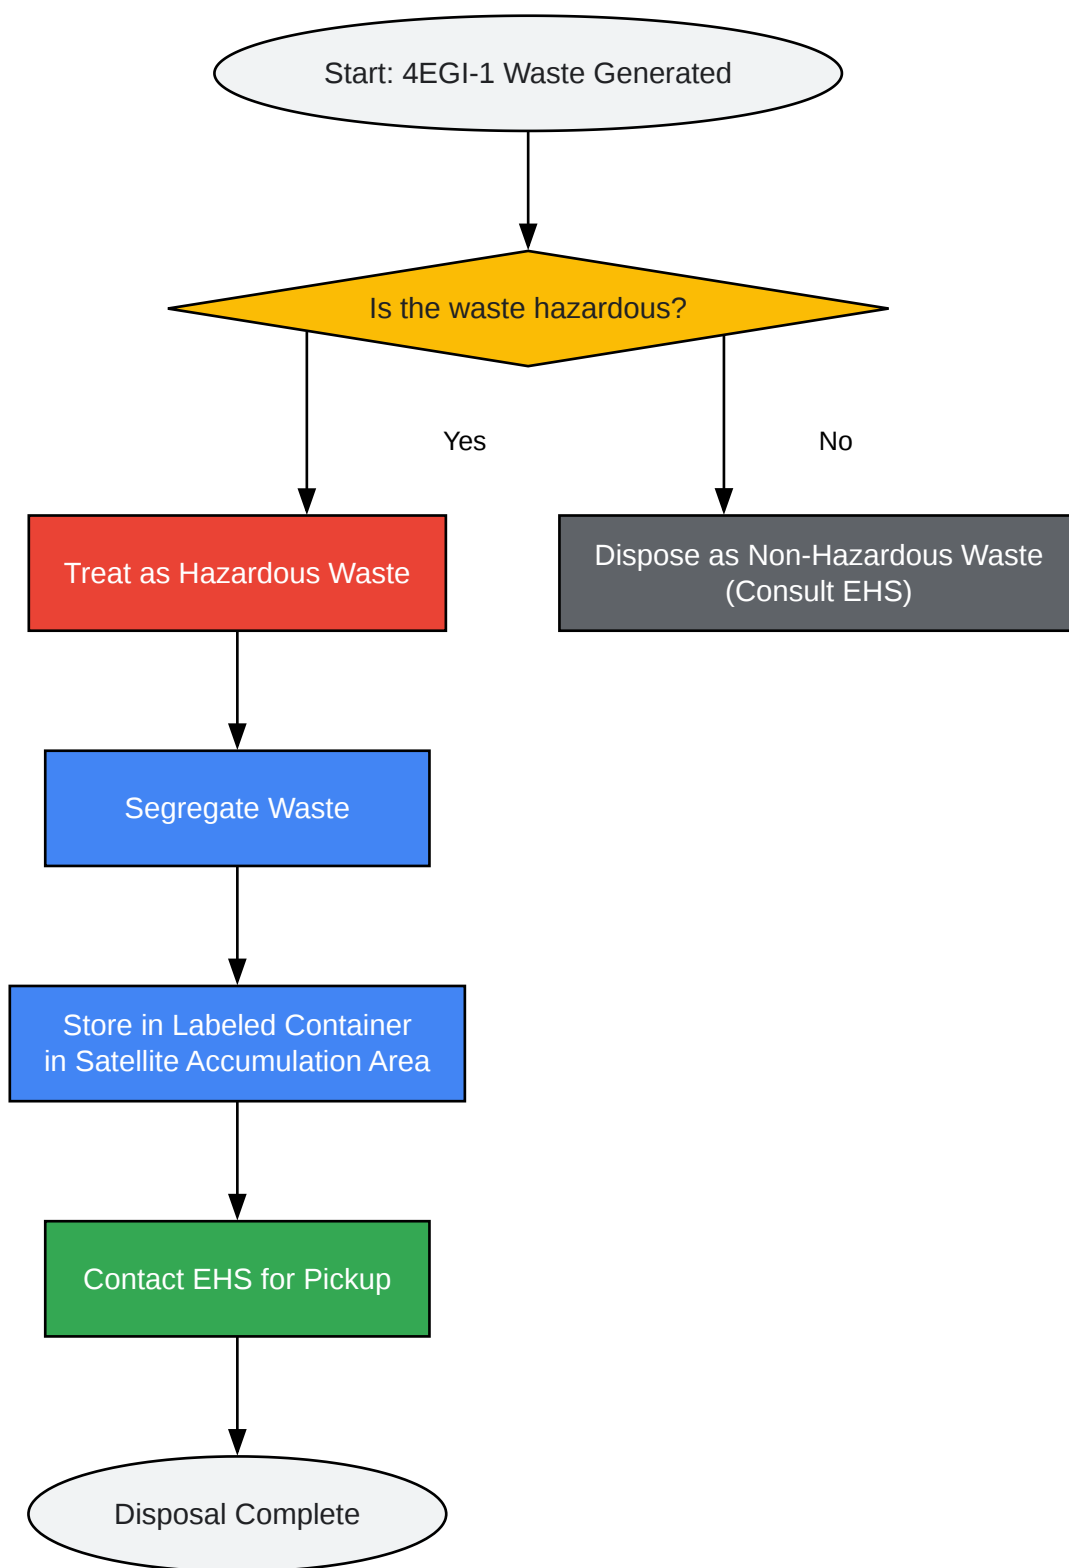 Start: 4EGI-1 Waste Generated
Is the waste hazardous?
Yes
No
Treat as Hazardous Waste
Dispose as Non-Hazardous Waste
(Consult EHS)
Segregate Waste
Store in Labeled Container
in Satellite Accumulation Area
Contact EHS for Pickup
Disposal Complete